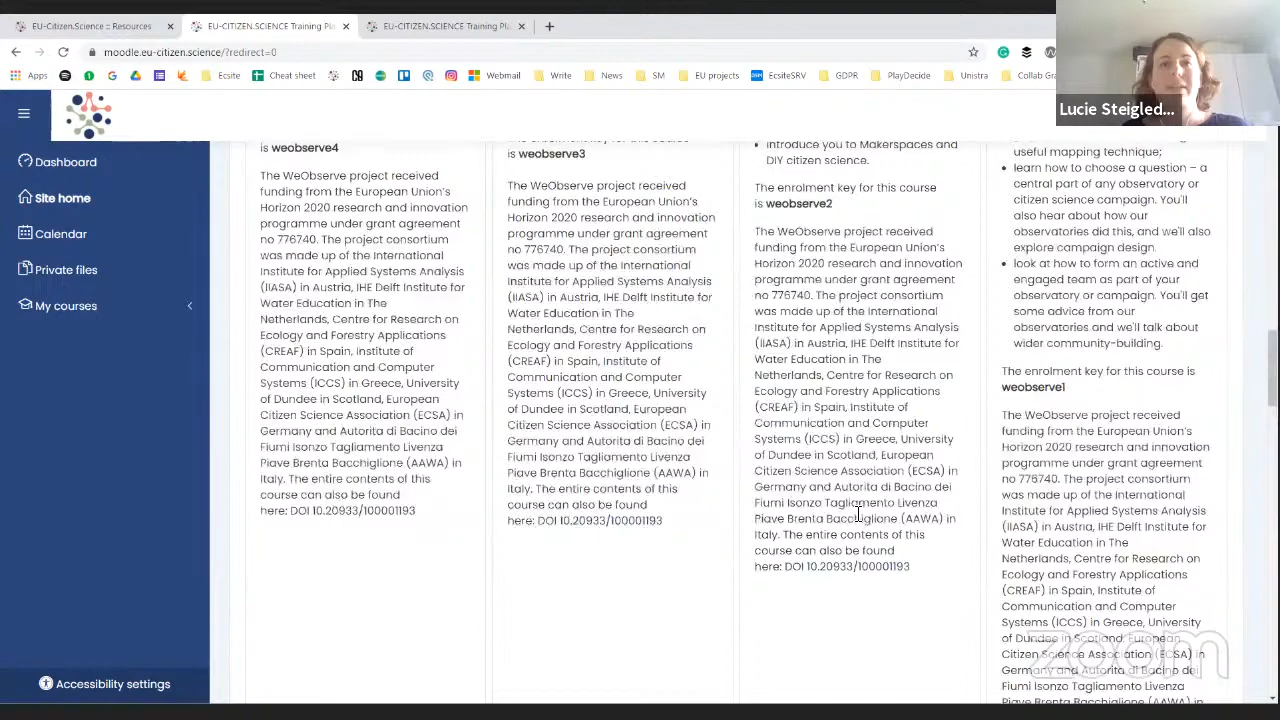 EU-Citizen.Science :: Resources
EU-CITIZEN.SCIENCE Training Pl
EU-CITIZEN.SCIENCE Training Pl
moodle.eu-citizen.science/?redirect=0
Apps
Ecsite
Cheat sheet
Webmail
Write
News
SM
EU projects
EcsiteSRV
GDPR
PlayDecide
Unistra
Collab Gra
Lucie Steigled...
Dashboard
Site home
Calendar
Private files
My courses
Accessibility settings
is weobserve4
The WeObserve project received
funding from the European Union's
Horizon 2020 research and innovation
programme under grant agreement
no 776740. The project consortium
was made up of the International
Institute for Applied Systems Analysis
(IIASA) in Austria, IHE Delft Institute for
Water Education in The
Netherlands, Centre for Research on
Ecology and Forestry Applications
(CREAF) in Spain, Institute of
Communication and Computer
Systems (ICCS) in Greece, University
of Dundee in Scotland, European
Citizen Science Association (ECSA) in
Germany and Autorita di Bacino dei
Fiumi Isonzo Tagliamento Livenza
Piave Brenta Bacchiglione (AAWA) in
Italy. The entire contents of this
course can also be found
here: DOI 10.20933/100001193
is weobserve3
The WeObserve project received
funding from the European Union's
Horizon 2020 research and innovation
programme under grant agreement
no 776740. The project consortium
was made up of the International
Institute for Applied Systems Analysis
(IIASA) in Austria, IHE Delft Institute for
Water Education in The
Netherlands, Centre for Research on
Ecology and Forestry Applications
(CREAF) in Spain, Institute of
Communication and Computer
Systems (ICCS) in Greece, University
of Dundee in Scotland, European
Citizen Science Association (ECSA) in
Germany and Autorita di Bacino dei
Fiumi Isonzo Tagliamento Livenza
Piave Brenta Bacchiglione (AAWA) in
Italy. The entire contents of this
course can also be found
here: DOI 10.20933/100001193
introduce you to Makerspaces and
DIY citizen science.
The enrolment key for this course
is weobserve2
The WeObserve project received
funding from the European Union's
Horizon 2020 research and innovation
programme under grant agreement
no 776740. The project consortium
was made up of the International
Institute for Applied Systems Analysis
(IIASA) in Austria, IHE Delft Institute for
Water Education in The
Netherlands, Centre for Research on
Ecology and Forestry Applications
(CREAF) in Spain, Institute of
Communication and Computer
Systems (ICCS) in Greece, University
of Dundee in Scotland, European
Citizen Science Association (ECSA) in
Germany and Autorita di Bacino dei
Fiumi Isonzo Tagliamento Livenza
Piave Brenta Bacchiglione (AAWA) in
Italy. The entire contents of this
course can also be found
here: DOI 10.20933/100001193
useful mapping technique;
learn how to choose a question – a
central part of any observatory or
citizen science campaign. You'll
also hear about how our
observatories did this, and we'll also
explore campaign design.
look at how to form an active and
engaged team as part of your
observatory or campaign. You'll get
some advice from our
observatories and we'll talk about
wider community-building.
The enrolment key for this course is
weobserve1
The WeObserve project received
funding from the European Union's
Horizon 2020 research and innovation
programme under grant agreement
no 776740. The project consortium
was made up of the International
Institute for Applied Systems Analysis
(IIASA) in Austria, IHE Delft Institute for
Water Education in The
Netherlands, Centre for Research on
Ecology and Forestry Applications
(CREAF) in Spain, Institute of
Communication and Computer
Systems (ICCS) in Greece, University
of Dundee in Scotland, European
Citizen Science Association (ECSA) in
Germany and Autorita di Bacino dei
Fiumi Isonzo Tagliamento Livenza
Piave Brenta Bacchiglione (AAWA) in
zoom